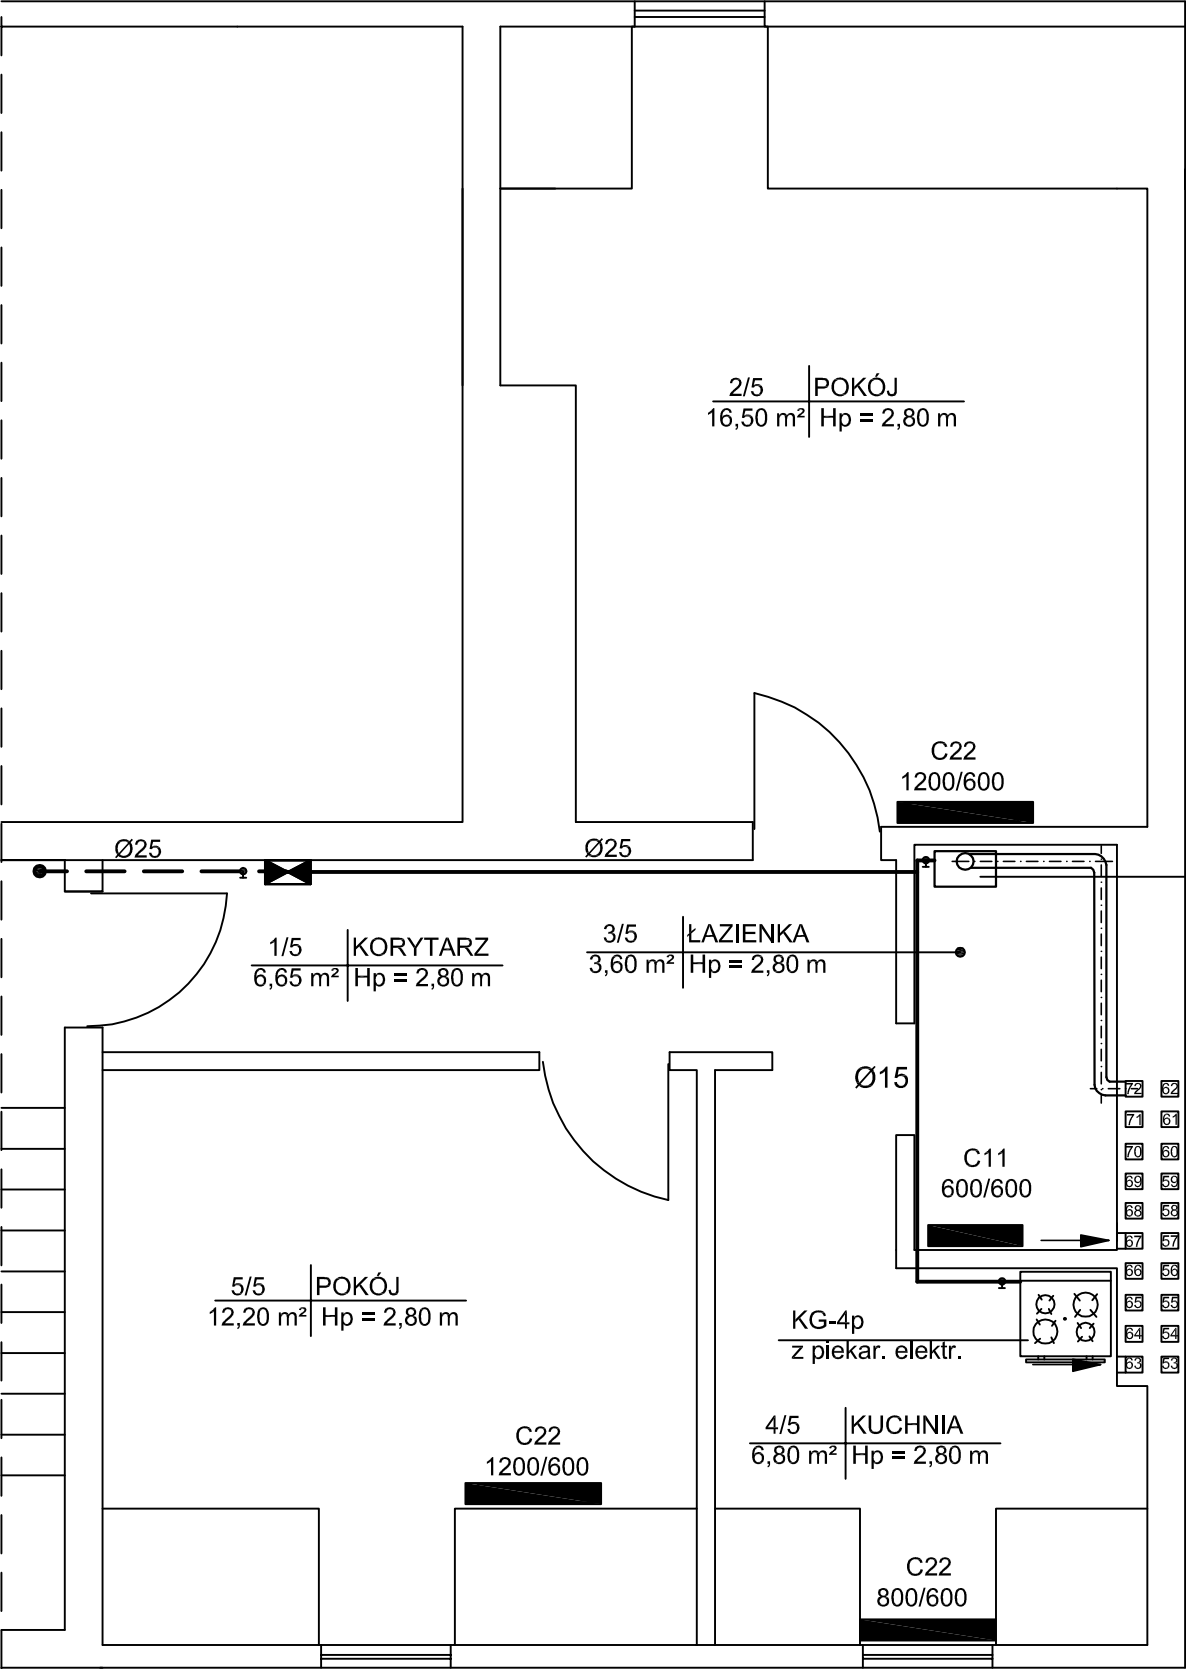 2/5 POKÓJ
16,50 m² Hp = 2,80 m
C22
1200/600
Ø25
Ø25
1/5 KORYTARZ
6,65 m² Hp = 2,80 m
3/5 ŁAZIENKA
3,60 m² Hp = 2,80 m
Ø15
72 62
71 61
70 60
69 59
68 58
67 57
66 56
65 55
64 54
63 53
C11
600/600
5/5 POKÓJ
12,20 m² Hp = 2,80 m
KG-4p
z piekar. elektr.
4/5 KUCHNIA
6,80 m² Hp = 2,80 m
C22
1200/600
C22
800/600